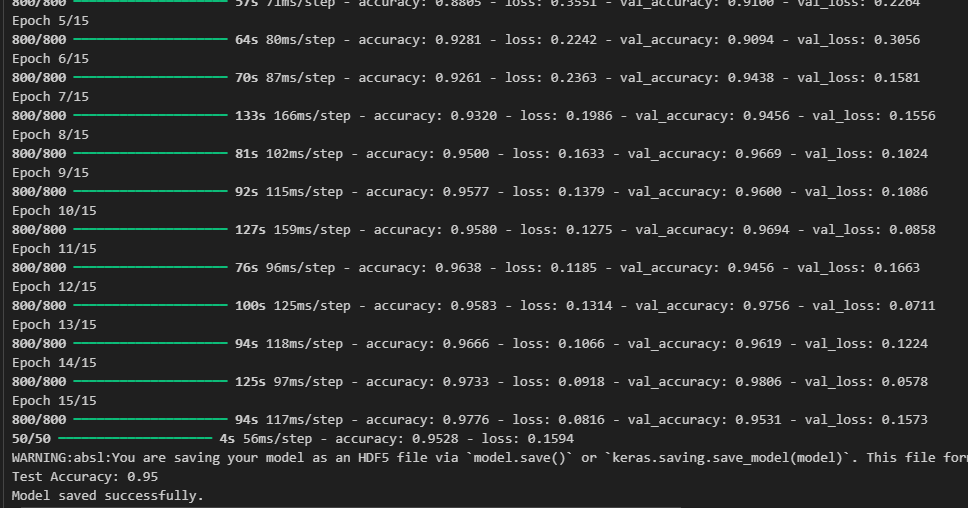 800/800 ━━━━━━━━━━━━━━━━━━━━ 57s 71ms/step - accuracy: 0.8805 - loss: 0.3551 - val_accuracy: 0.9100 - val_loss: 0.2264
Epoch 5/15
800/800 ━━━━━━━━━━━━━━━━━━━━ 64s 80ms/step - accuracy: 0.9281 - loss: 0.2242 - val_accuracy: 0.9094 - val_loss: 0.3056
Epoch 6/15
800/800 ━━━━━━━━━━━━━━━━━━━━ 70s 87ms/step - accuracy: 0.9261 - loss: 0.2363 - val_accuracy: 0.9438 - val_loss: 0.1581
Epoch 7/15
800/800 ━━━━━━━━━━━━━━━━━━━━ 133s 166ms/step - accuracy: 0.9320 - loss: 0.1986 - val_accuracy: 0.9456 - val_loss: 0.1556
Epoch 8/15
800/800 ━━━━━━━━━━━━━━━━━━━━ 81s 102ms/step - accuracy: 0.9500 - loss: 0.1633 - val_accuracy: 0.9669 - val_loss: 0.1024
Epoch 9/15
800/800 ━━━━━━━━━━━━━━━━━━━━ 92s 115ms/step - accuracy: 0.9577 - loss: 0.1379 - val_accuracy: 0.9600 - val_loss: 0.1086
Epoch 10/15
800/800 ━━━━━━━━━━━━━━━━━━━━ 127s 159ms/step - accuracy: 0.9580 - loss: 0.1275 - val_accuracy: 0.9694 - val_loss: 0.0858
Epoch 11/15
800/800 ━━━━━━━━━━━━━━━━━━━━ 76s 96ms/step - accuracy: 0.9638 - loss: 0.1185 - val_accuracy: 0.9456 - val_loss: 0.1663
Epoch 12/15
800/800 ━━━━━━━━━━━━━━━━━━━━ 100s 125ms/step - accuracy: 0.9583 - loss: 0.1314 - val_accuracy: 0.9756 - val_loss: 0.0711
Epoch 13/15
800/800 ━━━━━━━━━━━━━━━━━━━━ 94s 118ms/step - accuracy: 0.9666 - loss: 0.1066 - val_accuracy: 0.9619 - val_loss: 0.1224
Epoch 14/15
800/800 ━━━━━━━━━━━━━━━━━━━━ 125s 97ms/step - accuracy: 0.9733 - loss: 0.0918 - val_accuracy: 0.9806 - val_loss: 0.0578
Epoch 15/15
800/800 ━━━━━━━━━━━━━━━━━━━━ 94s 117ms/step - accuracy: 0.9776 - loss: 0.0816 - val_accuracy: 0.9531 - val_loss: 0.1573
50/50 ━━━━━━━━━━━━━━━━━━━━ 4s 56ms/step - accuracy: 0.9528 - loss: 0.1594
WARNING:absl:You are saving your model as an HDF5 file via `model.save()` or `keras.saving.save_model(model)`. This file
Test Accuracy: 0.95
Model saved successfully.